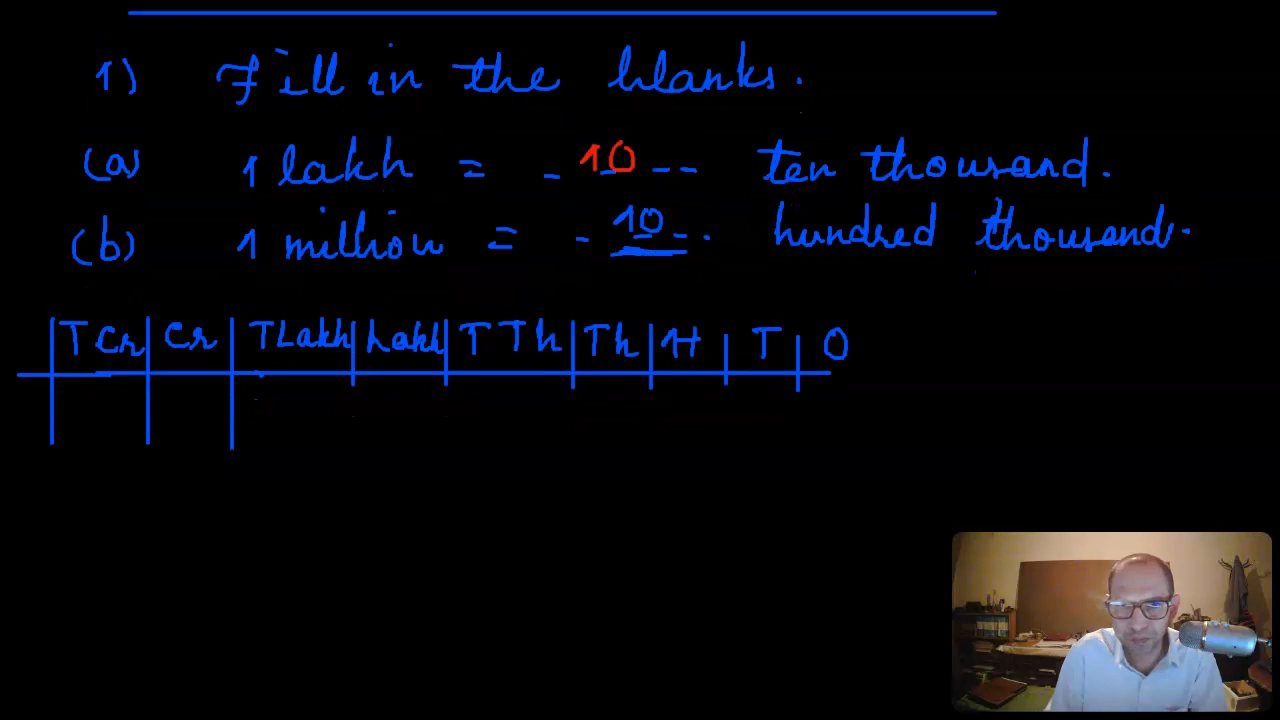 1) Fill in the blanks.
(a) 1 lakh = - 10 -- ten thousand.
(b) 1 million = - 10 -. hundred thousand.
T Cr Cr TLakh Lakh T Th Th H T O